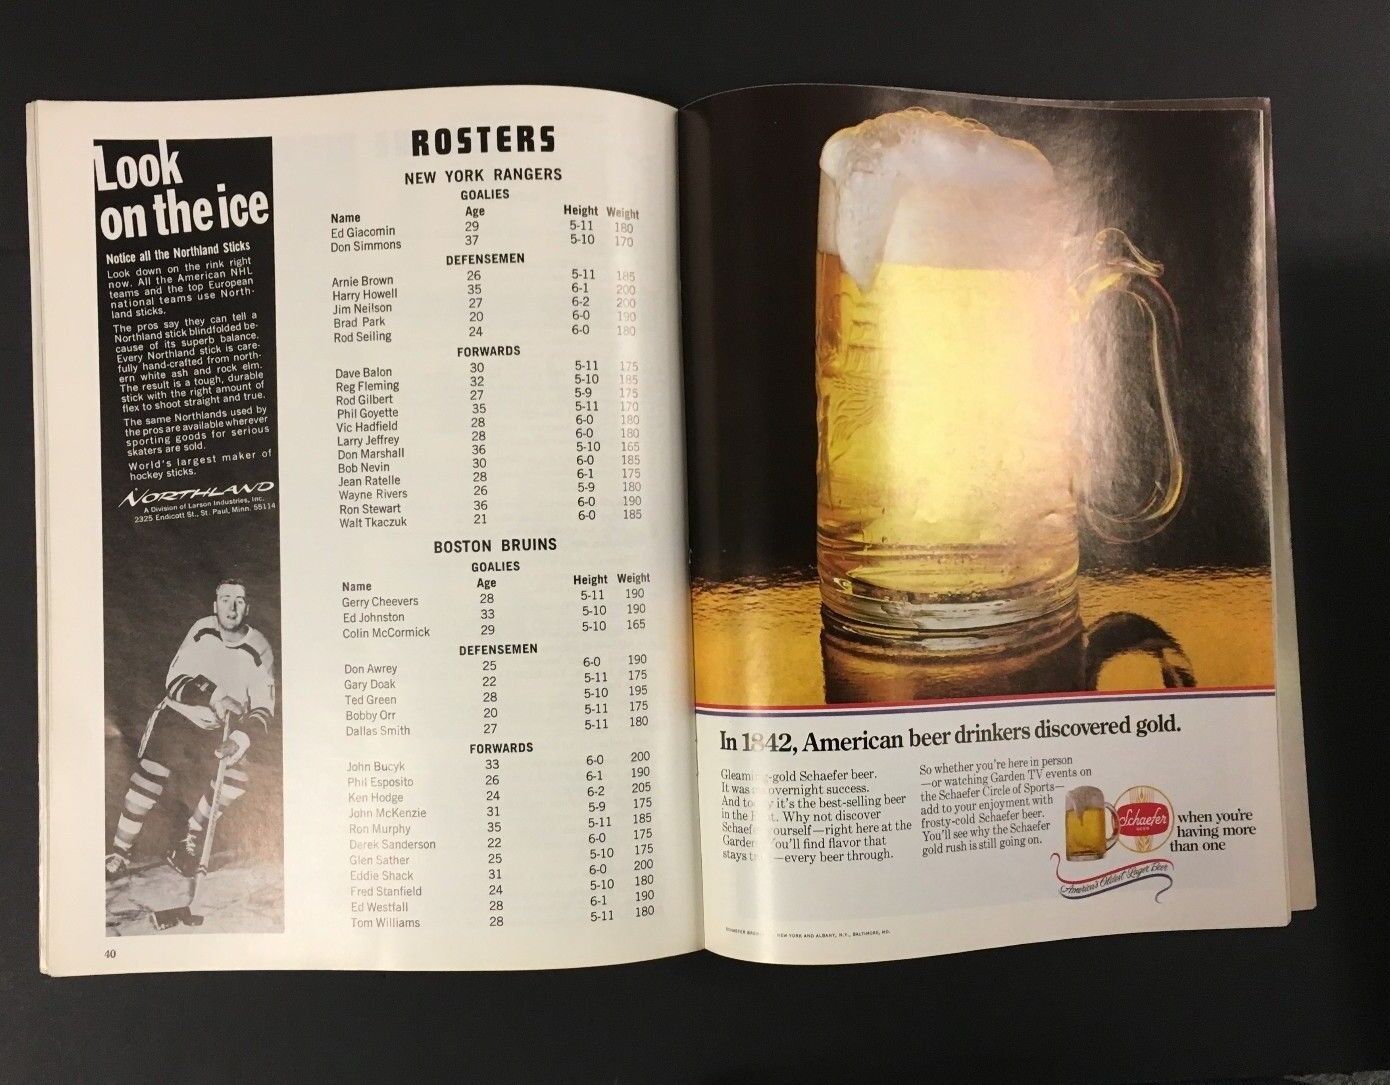 Look
on the ice
Notice all the Northland Sticks
Look down on the rink right
now. All the American NHL
teams and the top European
national teams use North-
land sticks.
The pros say they can tell a
Northland stick blindfolded be-
cause of its superb balance.
Every Northland stick is care-
fully hand-crafted from north-
ern white ash and rock elm.
The result is a tough, durable
stick with the right amount of
flex to shoot straight and true.
The same Northlands used by
the pros are available wherever
sporting goods for serious
skaters are sold.
World's largest maker of
hockey sticks.
NORTHLAND
A Division of Larson Industries, Inc.
2325 Endicott St., St. Paul, Minn. 55114
40
ROSTERS
NEW YORK RANGERS
GOALIES
Name Age Height Weight
Ed Giacomin 29 5-11 180
Don Simmons 37 5-10 170
DEFENSEMEN
Arnie Brown 26 5-11 185
Harry Howell 35 6-1 200
Jim Neilson 27 6-2 200
Brad Park 20 6-0 190
Rod Seiling 24 6-0 180
FORWARDS
Dave Balon 30 5-11 175
Reg Fleming 32 5-10 185
Rod Gilbert 27 5-9 175
Phil Goyette 35 5-11 170
Vic Hadfield 28 6-0 180
Larry Jeffrey 28 6-0 180
Don Marshall 36 5-10 165
Bob Nevin 30 6-0 185
Jean Ratelle 28 6-1 175
Wayne Rivers 26 5-9 180
Ron Stewart 36 6-0 190
Walt Tkaczuk 21 6-0 185
BOSTON BRUINS
GOALIES
Name Age Height Weight
Gerry Cheevers 28 5-11 190
Ed Johnston 33 5-10 190
Colin McCormick 29 5-10 165
DEFENSEMEN
Don Awrey 25 6-0 190
Gary Doak 22 5-11 175
Ted Green 28 5-10 195
Bobby Orr 20 5-11 175
Dallas Smith 27 5-11 180
FORWARDS
John Bucyk 33 6-0 200
Phil Esposito 26 6-1 190
Ken Hodge 24 6-2 205
John McKenzie 31 5-9 175
Ron Murphy 35 5-11 185
Derek Sanderson 22 6-0 175
Glen Sather 25 5-10 175
Eddie Shack 31 6-0 200
Fred Stanfield 24 5-10 180
Ed Westfall 28 6-1 190
Tom Williams 28 5-11 180
In 1842, American beer drinkers discovered gold.
-gold Schaefer beer.
It was overnight success.
And it's the best-selling beer
in the Why not discover
yourself—right here at the
You'll find flavor that
stays —every beer through.
So whether you're here in person
—or watching Garden TV events on
the Schaefer Circle of Sports—
add to your enjoyment with
frosty-cold Schaefer beer.
You'll see why the Schaefer
gold rush is still going on.
Schaefer
BEER
when you're
having more
than one
America's Oldest Lager Beer
NEW YORK AND ALBANY, N.Y., BALTIMORE, MD.